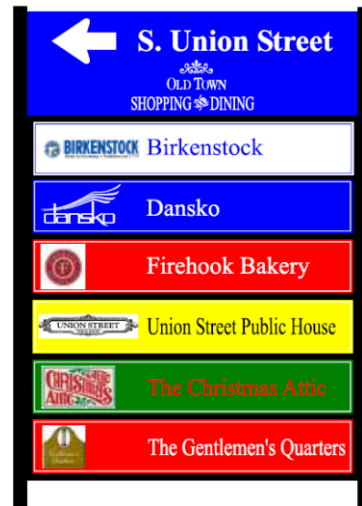 S. Union Street
OLD TOWN
SHOPPING DINING
BIRKENSTOCK Birkenstock
dansko Dansko
Firehook Bakery
UNION STREET Union Street Public House
CHRISTMAS ATTIC The Christmas Attic
The Gentlemen's Quarters